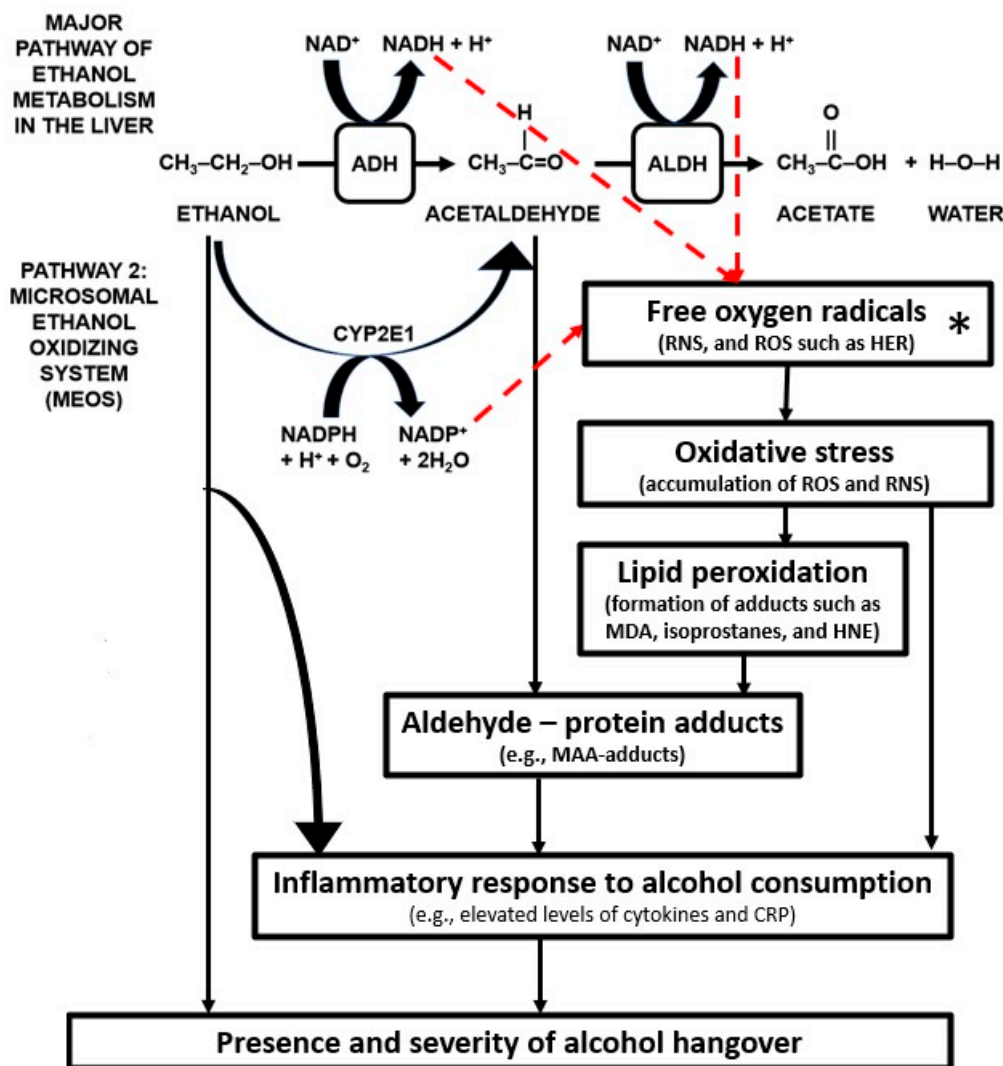 MAJOR
PATHWAY OF
ETHANOL
METABOLISM
IN THE LIVER
NAD⁺
NADH + H⁺
NAD⁺
NADH + H⁺
CH₃–CH₂–OH
ADH
H
|
CH₃–C=O
ALDH
O
||
CH₃–C–OH + H–O–H
ETHANOL
ACETALDEHYDE
ACETATE
WATER
PATHWAY 2:
MICROSOMAL
ETHANOL
OXIDIZING
SYSTEM
(MEOS)
CYP2E1
NADPH
+ H⁺ + O₂
NADP⁺
+ 2H₂O
Free oxygen radicals
(RNS, and ROS such as HER)
*
Oxidative stress
(accumulation of ROS and RNS)
Lipid peroxidation
(formation of adducts such as
MDA, isoprostanes, and HNE)
Aldehyde – protein adducts
(e.g., MAA-adducts)
Inflammatory response to alcohol consumption
(e.g., elevated levels of cytokines and CRP)
Presence and severity of alcohol hangover